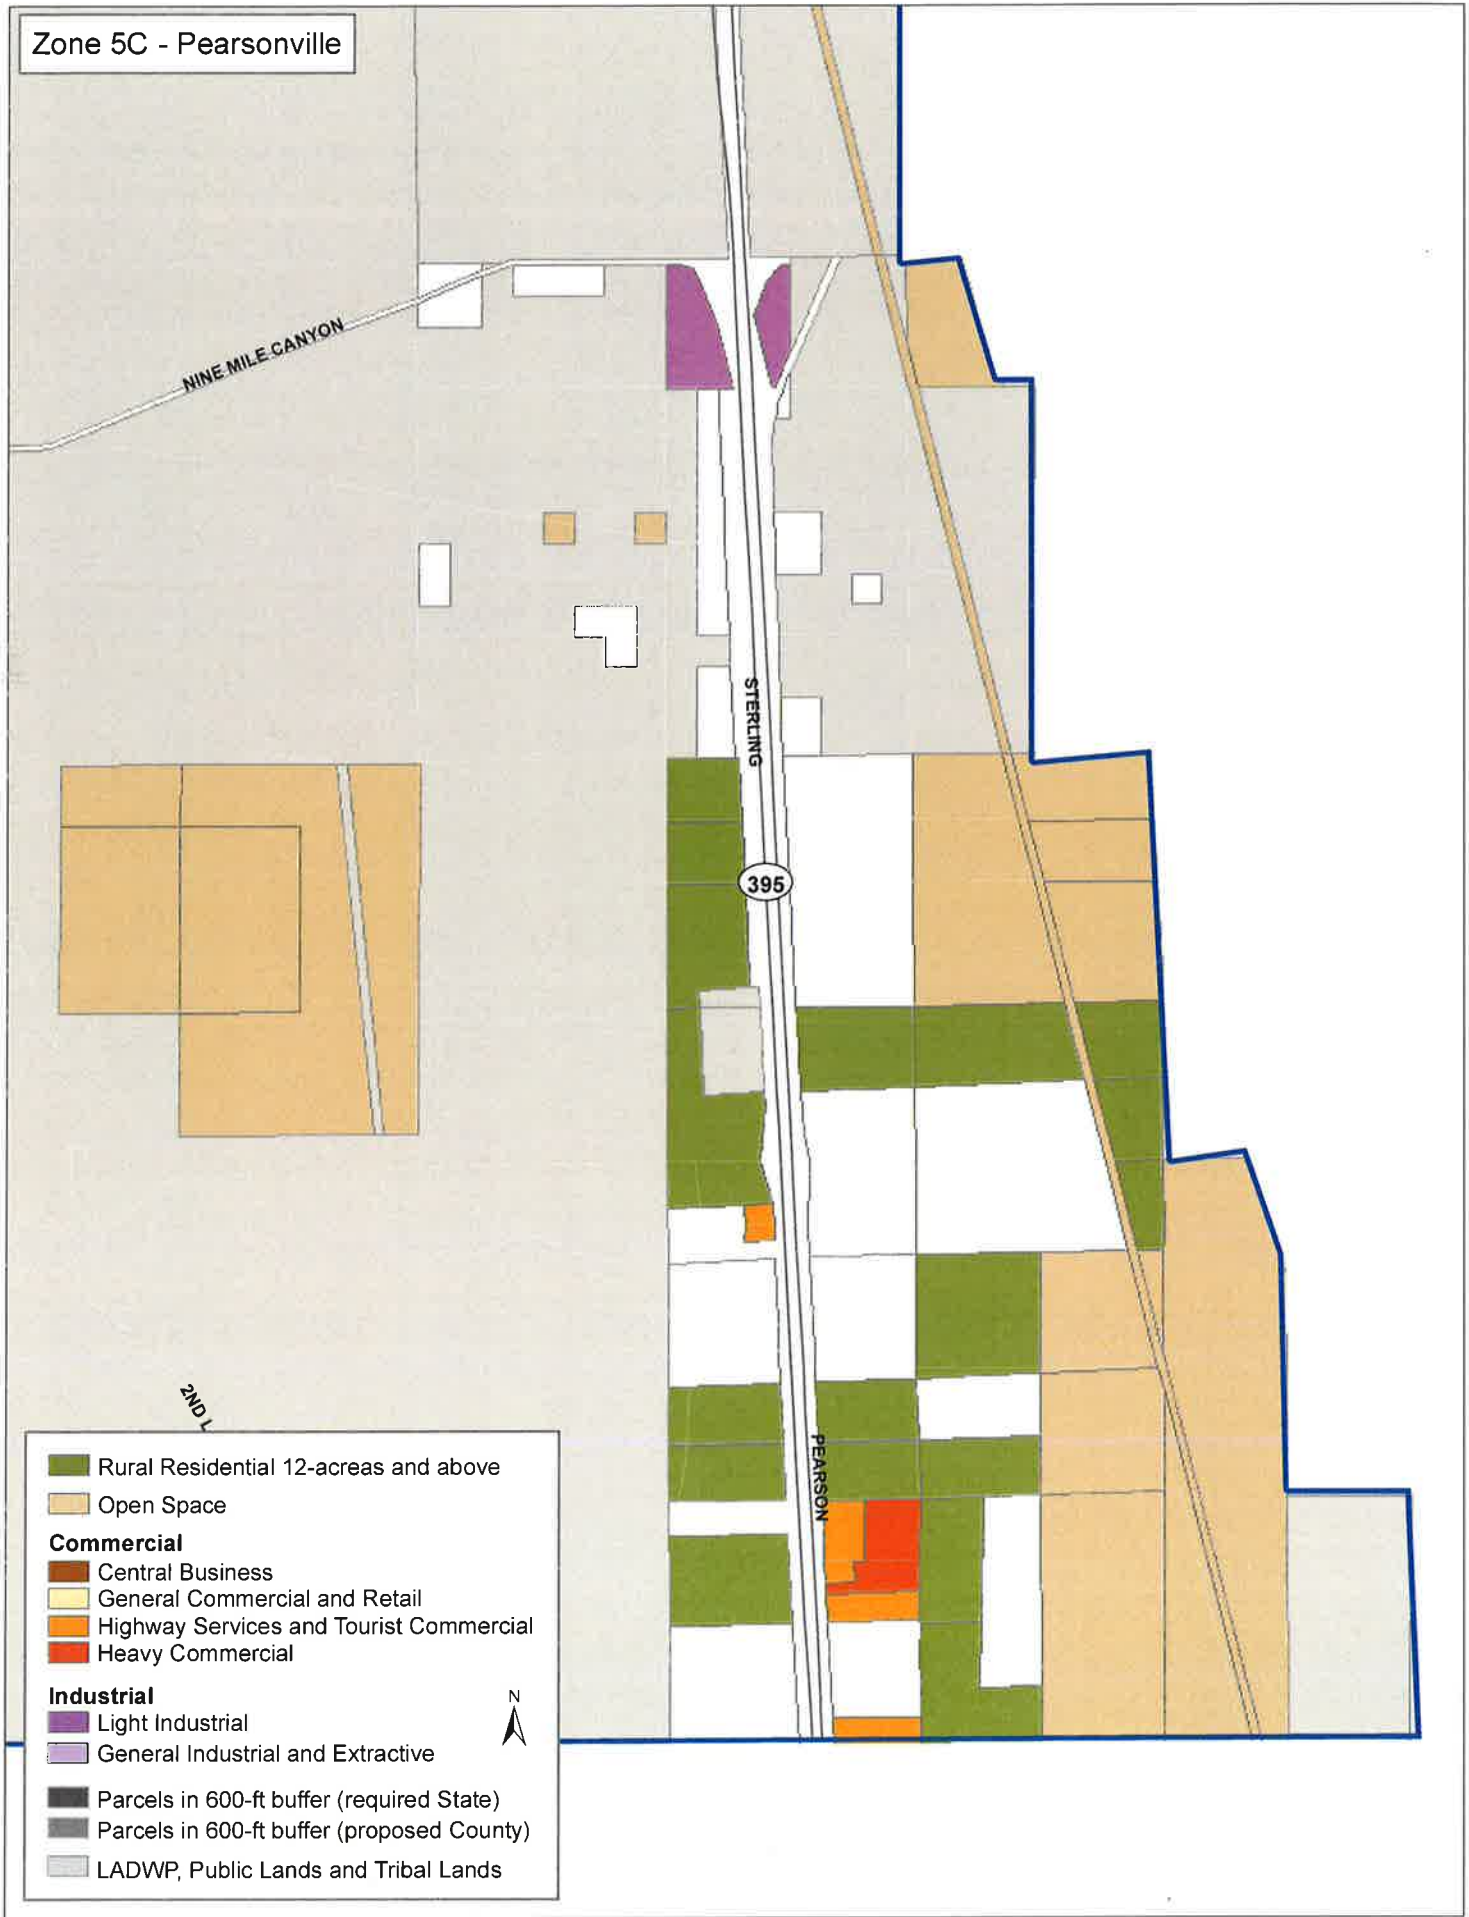 Zone 5C - Pearsonville
NINE MILE CANYON
STERLING
395
2ND L
PEARSON
Rural Residential 12-acreas and above
Open Space
Commercial
Central Business
General Commercial and Retail
Highway Services and Tourist Commercial
Heavy Commercial
Industrial
N
Light Industrial
General Industrial and Extractive
Parcels in 600-ft buffer (required State)
Parcels in 600-ft buffer (proposed County)
LADWP, Public Lands and Tribal Lands